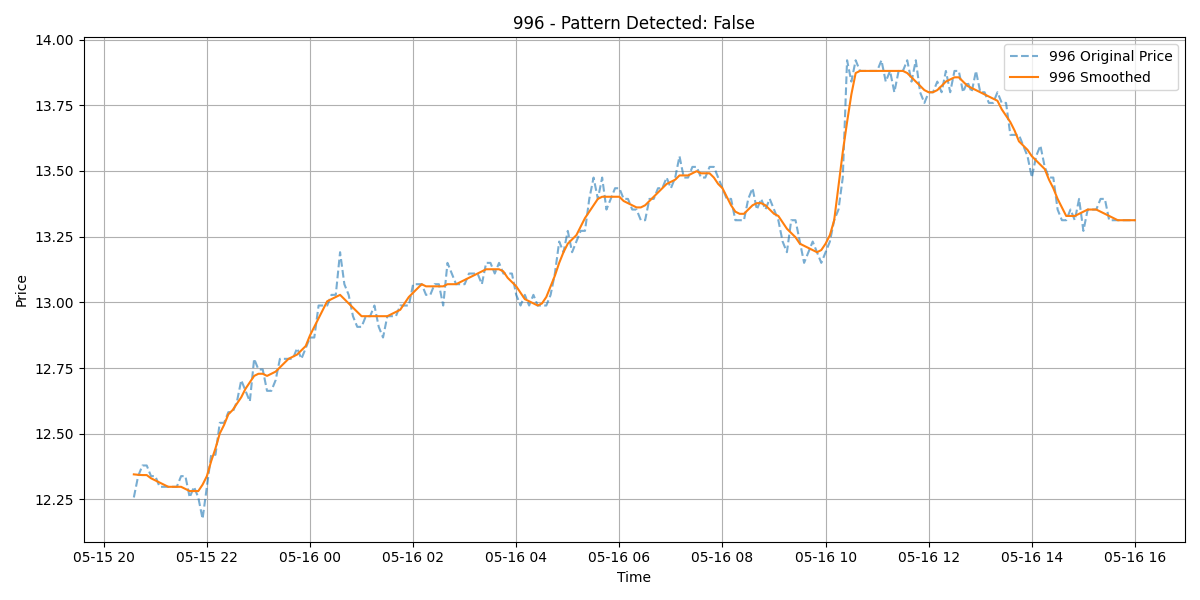 996 - Pattern Detected: False
14.00
13.75
13.50
13.25
13.00
12.75
12.50
12.25
Price
996 Original Price
996 Smoothed
05-15 20 05-15 22 05-16 00 05-16 02 05-16 04 05-16 06 05-16 08 05-16 10 05-16 12 05-16 14 05-16 16
Time